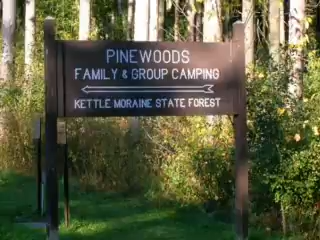 PINEWOODS
FAMILY & GROUP CAMPING
KETTLE MORAINE STATE FOREST